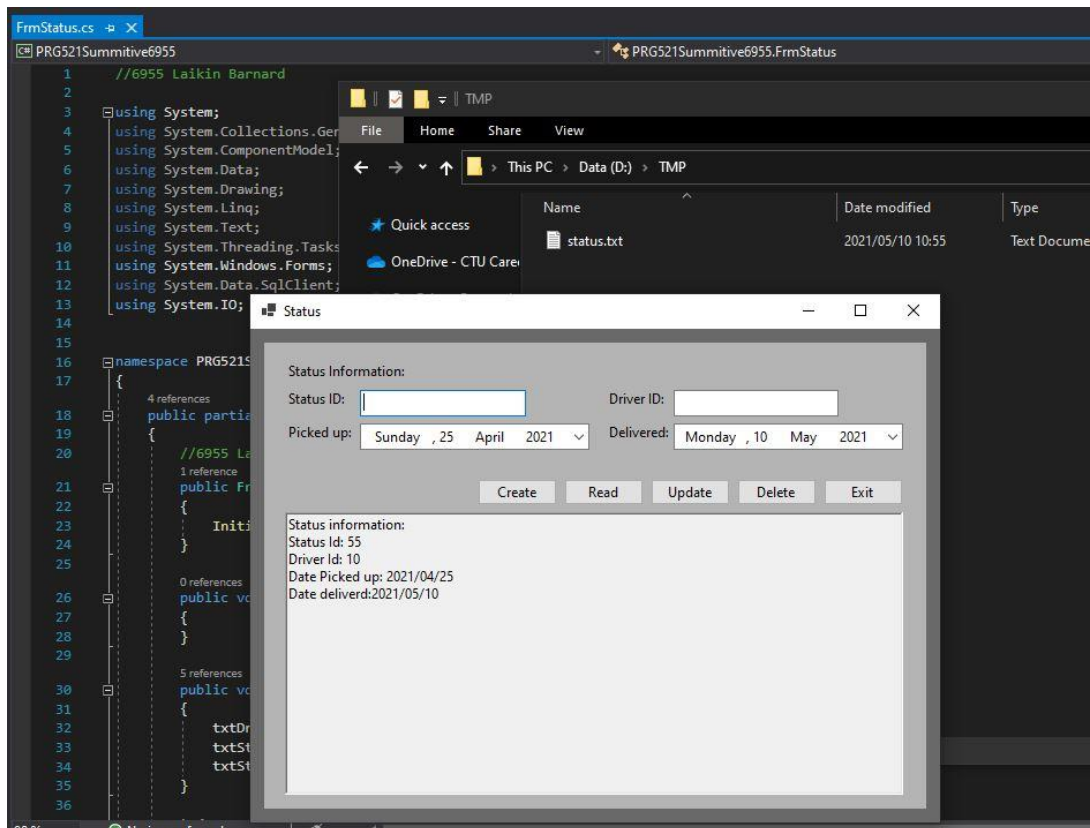 FrmStatus.cs
C# PRG521Summitive6955
PRG521Summitive6955.FrmStatus
1 //6955 Laikin Barnard
2
3 using System;
4 using System.Collections.Ger
5 using System.ComponentModel;
6 using System.Data;
7 using System.Drawing;
8 using System.Linq;
9 using System.Text;
10 using System.Threading.Tasks
11 using System.Windows.Forms;
12 using System.Data.SqlClient;
13 using System.IO;
14
15
16 namespace PRG521S
17 {
4 references
18 public partia
19 {
20 //6955 La
1 reference
21 public Fr
22 {
23 Initi
24 }
25
0 references
26 public vo
27 {
28 }
29
5 references
30 public vo
31 {
32 txtDr
33 txtSt
34 txtSt
35 }
36
TMP
File Home Share View
This PC > Data (D:) > TMP
Name Date modified Type
Quick access
status.txt 2021/05/10 10:55 Text Docume
OneDrive - CTU Caree
Status
Status Information:
Status ID: Driver ID:
Picked up: Sunday , 25 April 2021 Delivered: Monday , 10 May 2021
Create Read Update Delete Exit
Status information:
Status Id: 55
Driver Id: 10
Date Picked up: 2021/04/25
Date deliverd:2021/05/10